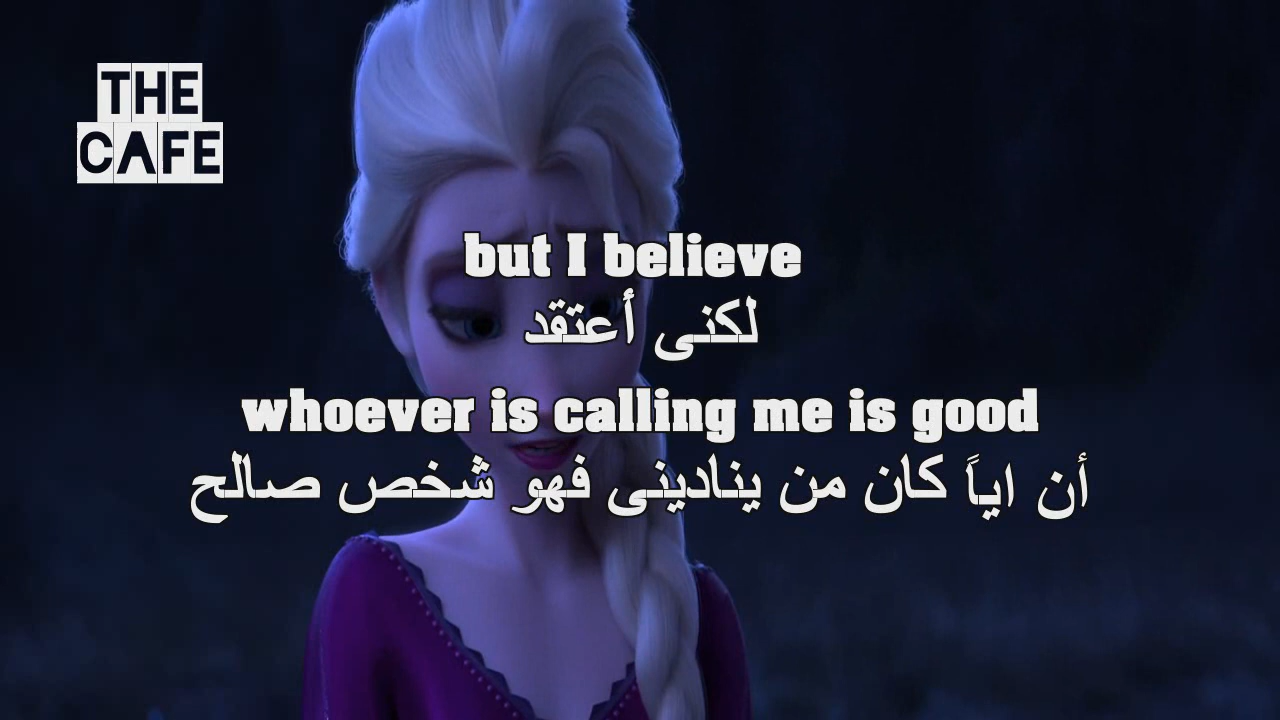 THE
CAFE
but I believe
لكنى أعتقد
whoever is calling me is good
أن اياً كان من ينادينى فهو شخص صالح